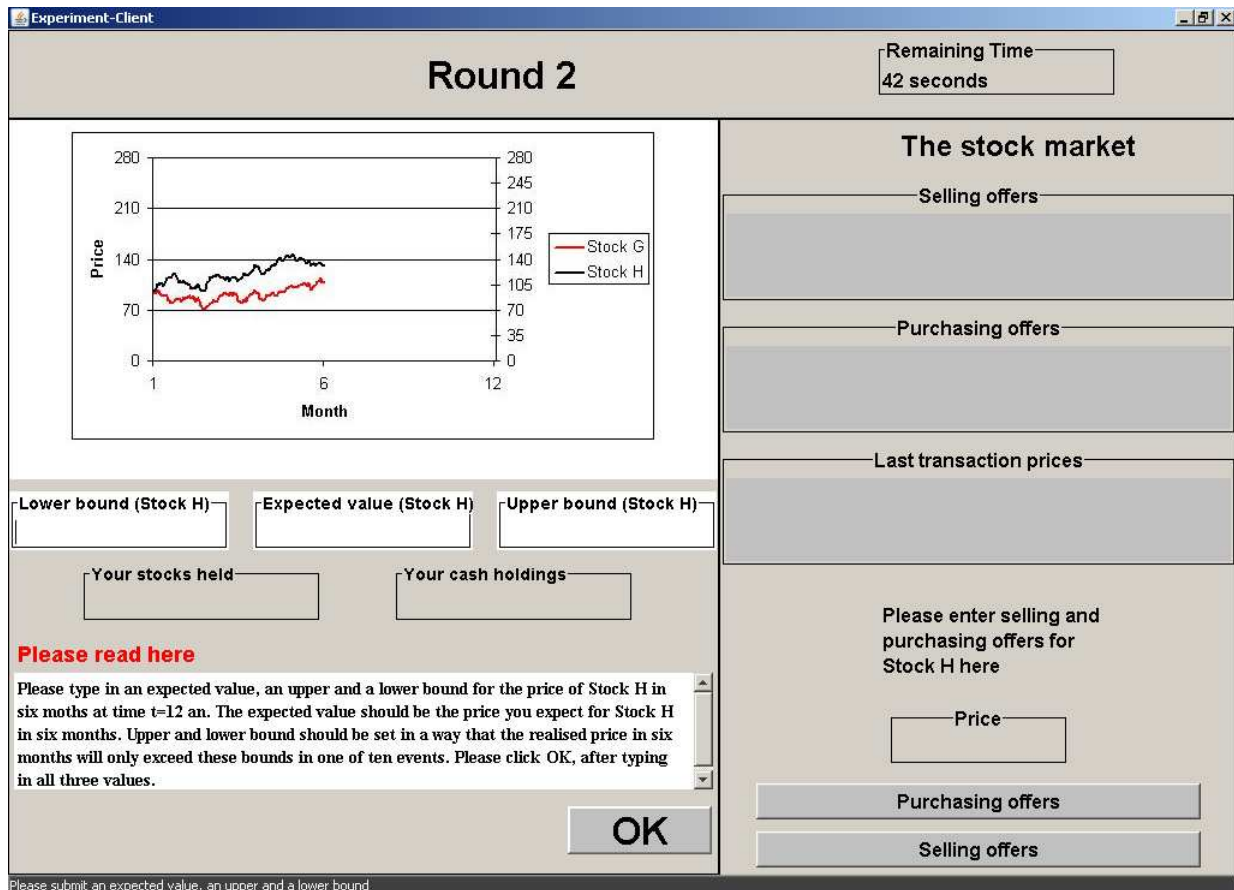 Experiment-Client
Round 2
Remaining Time
42 seconds
280
210
140
70
0
Price
280
245
210
175
140
105
70
35
0
1
6
12
Month
Stock G
Stock H
Lower bound (Stock H)
Expected value (Stock H)
Upper bound (Stock H)
Your stocks held
Your cash holdings
Please read here
Please type in an expected value, an upper and a lower bound for the price of Stock H in
six moths at time t=12 an. The expected value should be the price you expect for Stock H
in six months. Upper and lower bound should be set in a way that the realised price in six
months will only exceed these bounds in one of ten events. Please click OK, after typing
in all three values.
OK
The stock market
Selling offers
Purchasing offers
Last transaction prices
Please enter selling and
purchasing offers for
Stock H here
Price
Purchasing offers
Selling offers
Please submit an expected value, an upper and a lower bound